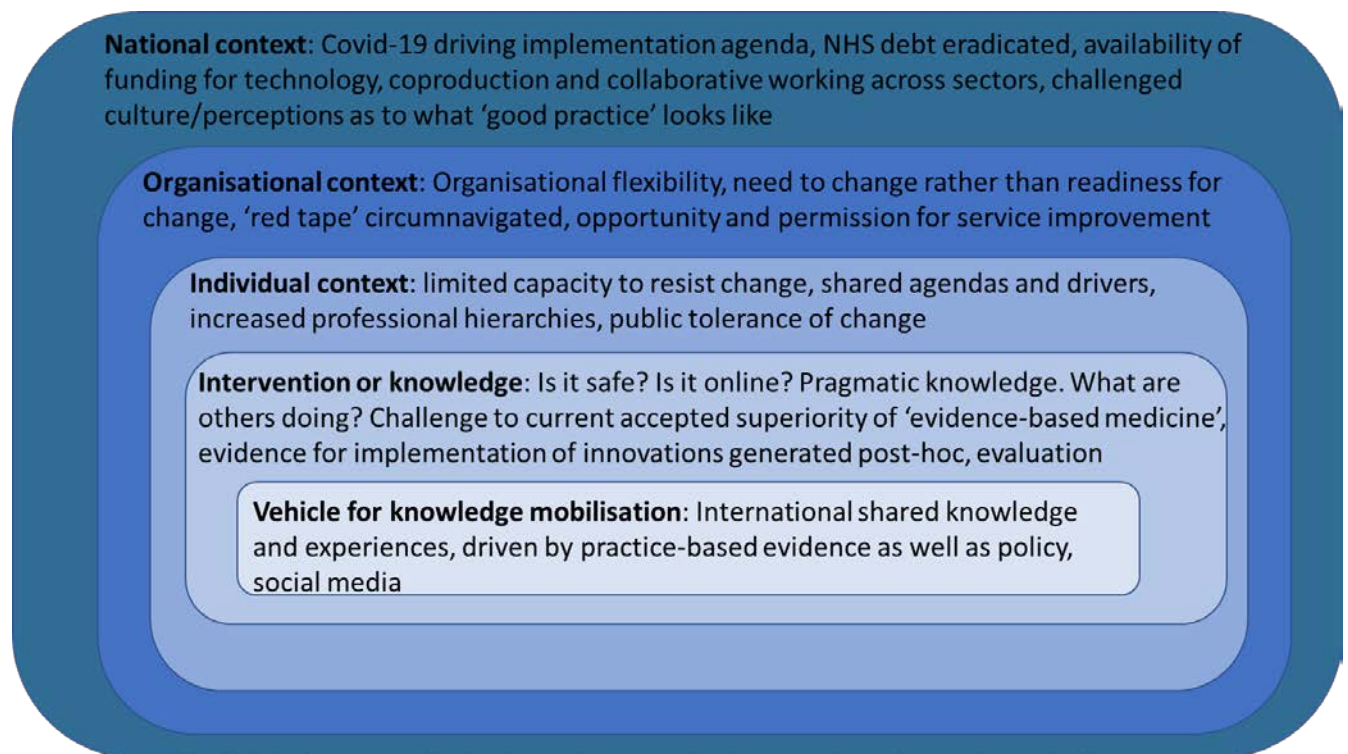 National context: Covid-19 driving implementation agenda, NHS debt eradicated, availability of
funding for technology, coproduction and collaborative working across sectors, challenged
culture/perceptions as to what ‘good practice’ looks like
Organisational context: Organisational flexibility, need to change rather than readiness for
change, ‘red tape’ circumnavigated, opportunity and permission for service improvement
Individual context: limited capacity to resist change, shared agendas and drivers,
increased professional hierarchies, public tolerance of change
Intervention or knowledge: Is it safe? Is it online? Pragmatic knowledge. What are
others doing? Challenge to current accepted superiority of ‘evidence-based medicine’,
evidence for implementation of innovations generated post-hoc, evaluation
Vehicle for knowledge mobilisation: International shared knowledge
and experiences, driven by practice-based evidence as well as policy,
social media